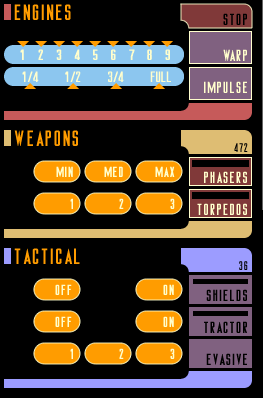 ENGINES
STOP
1 2 3 4 5 6 7 8 9
WARP
1/4 1/2 3/4 FULL
IMPULSE
WEAPONS
472
MIN MED MAX
PHASERS
1 2 3
TORPEDOS
TACTICAL
36
OFF ON
SHIELDS
OFF ON
TRACTOR
1 2 3
EVASIVE